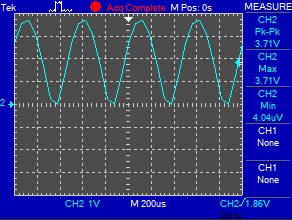 Tek Acq Complete M Pos: 0s MEASURE
CH2
Pk-Pk
3.71V
CH2
Max
3.71V
CH2
Min
4.04uV
CH1
None
CH1
None
2
CH2 1V M 200us CH2/1.86V